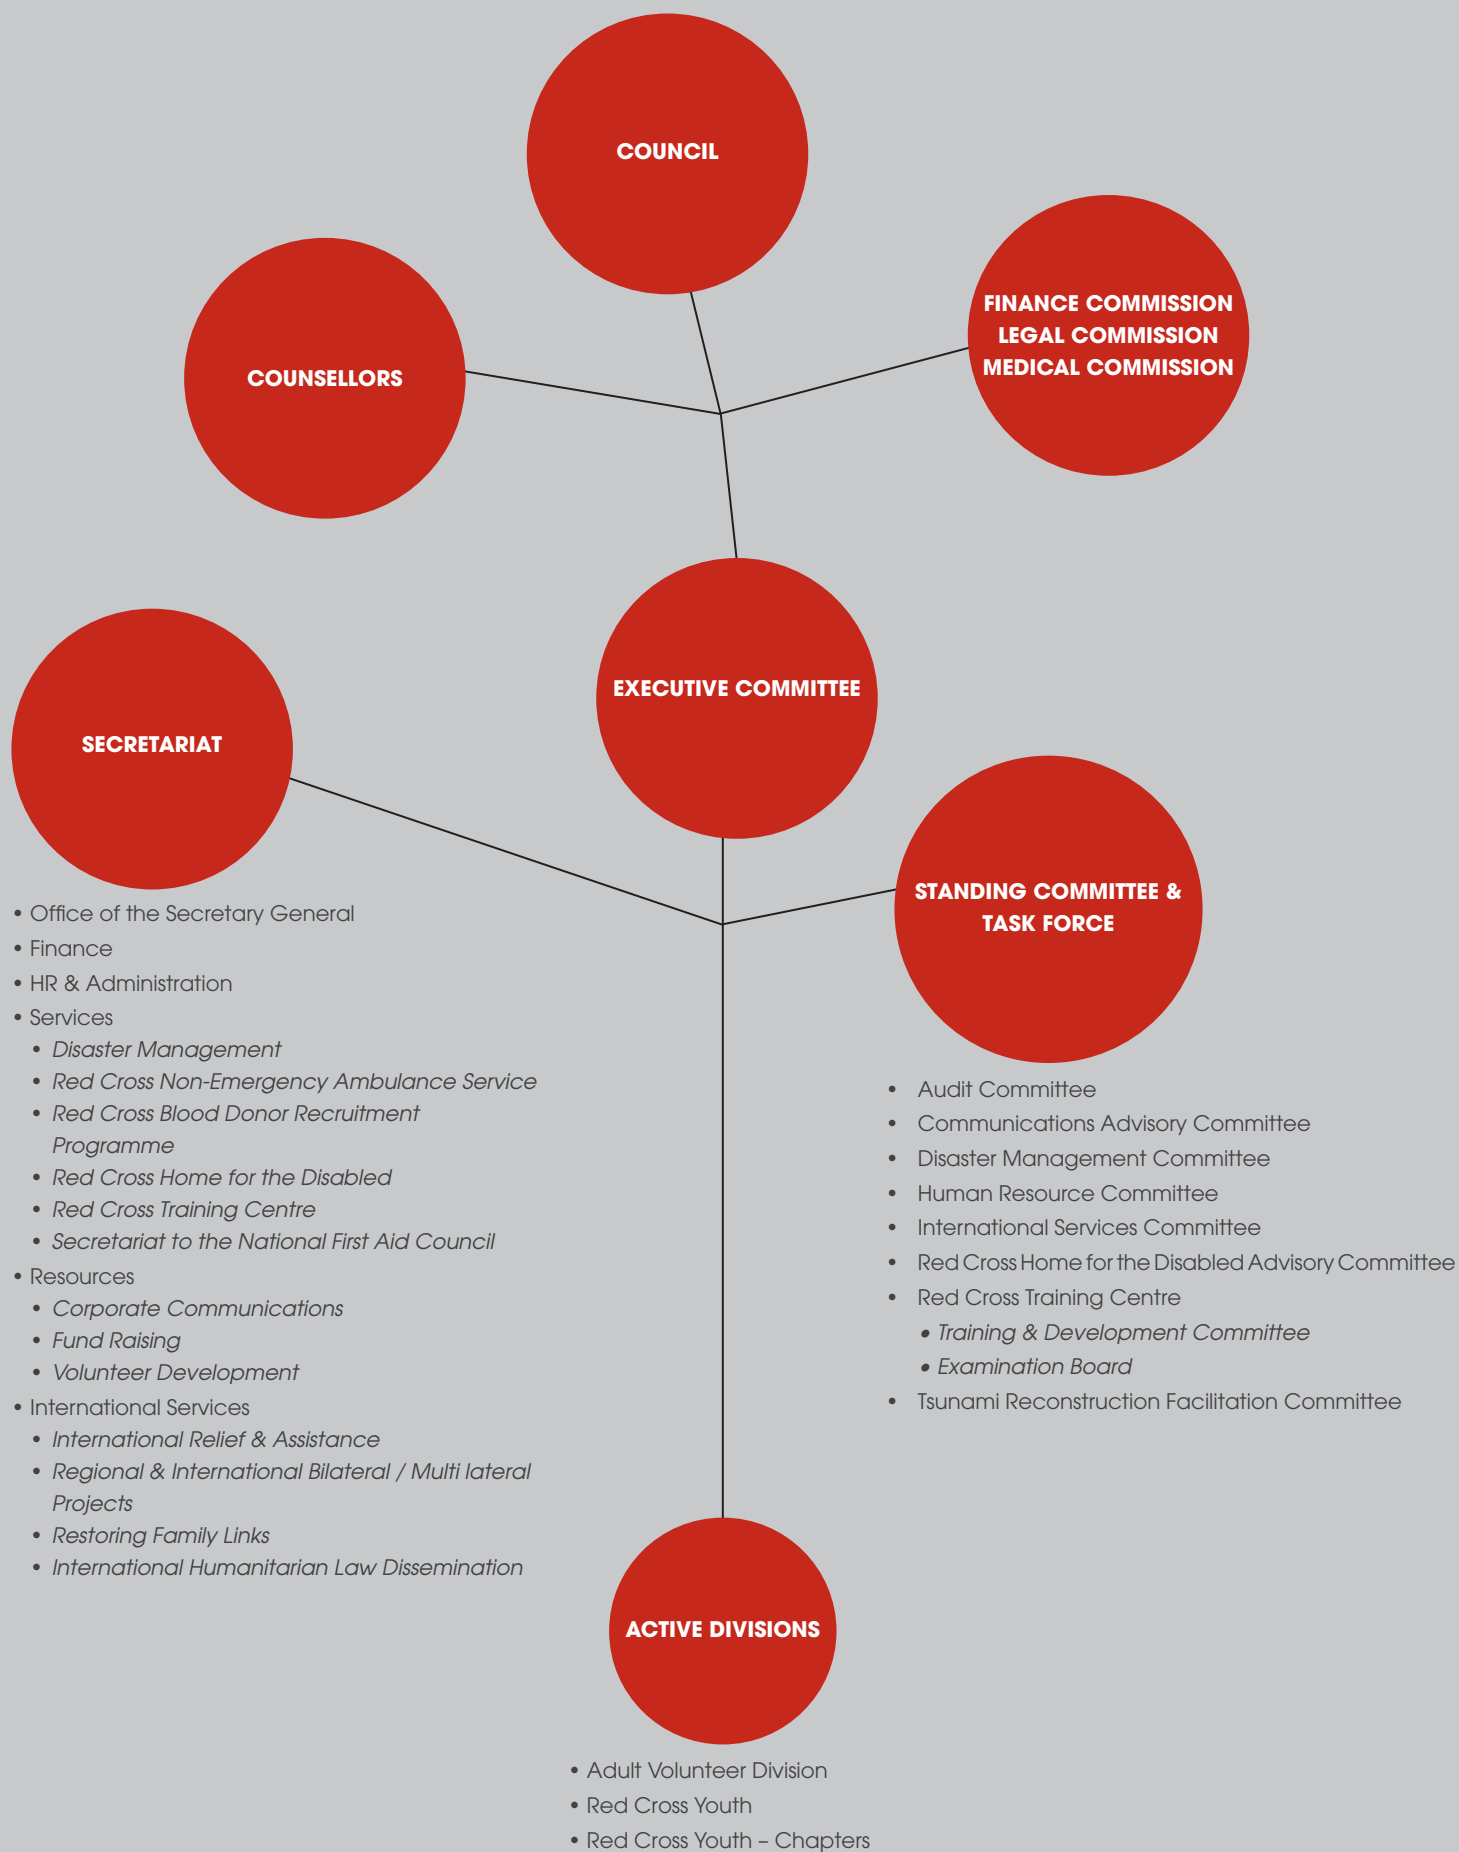 COUNCIL
COUNSELLORS
FINANCE COMMISSION
LEGAL COMMISSION
MEDICAL COMMISSION
EXECUTIVE COMMITTEE
SECRETARIAT
• Office of the Secretary General
• Finance
• HR & Administration
• Services
• Disaster Management
• Red Cross Non-Emergency Ambulance Service
• Red Cross Blood Donor Recruitment
Programme
• Red Cross Home for the Disabled
• Red Cross Training Centre
• Secretariat to the National First Aid Council
• Resources
• Corporate Communications
• Fund Raising
• Volunteer Development
• International Services
• International Relief & Assistance
• Regional & International Bilateral / Multi lateral
Projects
• Restoring Family Links
• International Humanitarian Law Dissemination
STANDING COMMITTEE &
TASK FORCE
• Audit Committee
• Communications Advisory Committee
• Disaster Management Committee
• Human Resource Committee
• International Services Committee
• Red Cross Home for the Disabled Advisory Committee
• Red Cross Training Centre
• Training & Development Committee
• Examination Board
• Tsunami Reconstruction Facilitation Committee
ACTIVE DIVISIONS
• Adult Volunteer Division
• Red Cross Youth
• Red Cross Youth – Chapters